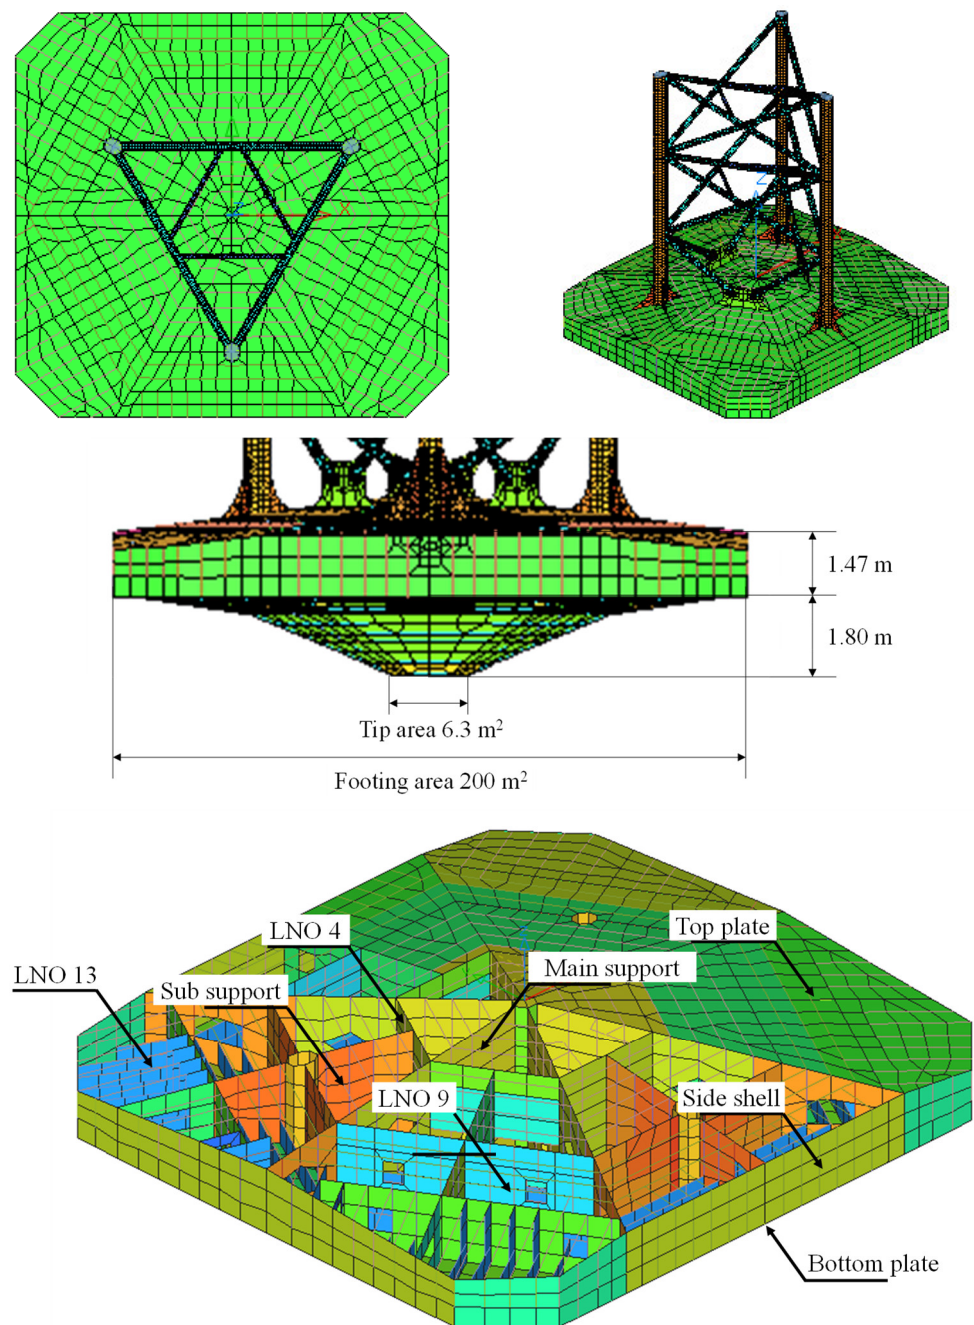 X
Z
1.47 m
1.80 m
Tip area 6.3 m²
Footing area 200 m²
LNO 4
Top plate
LNO 13
Main support
Sub support
LNO 9
Side shell
Bottom plate